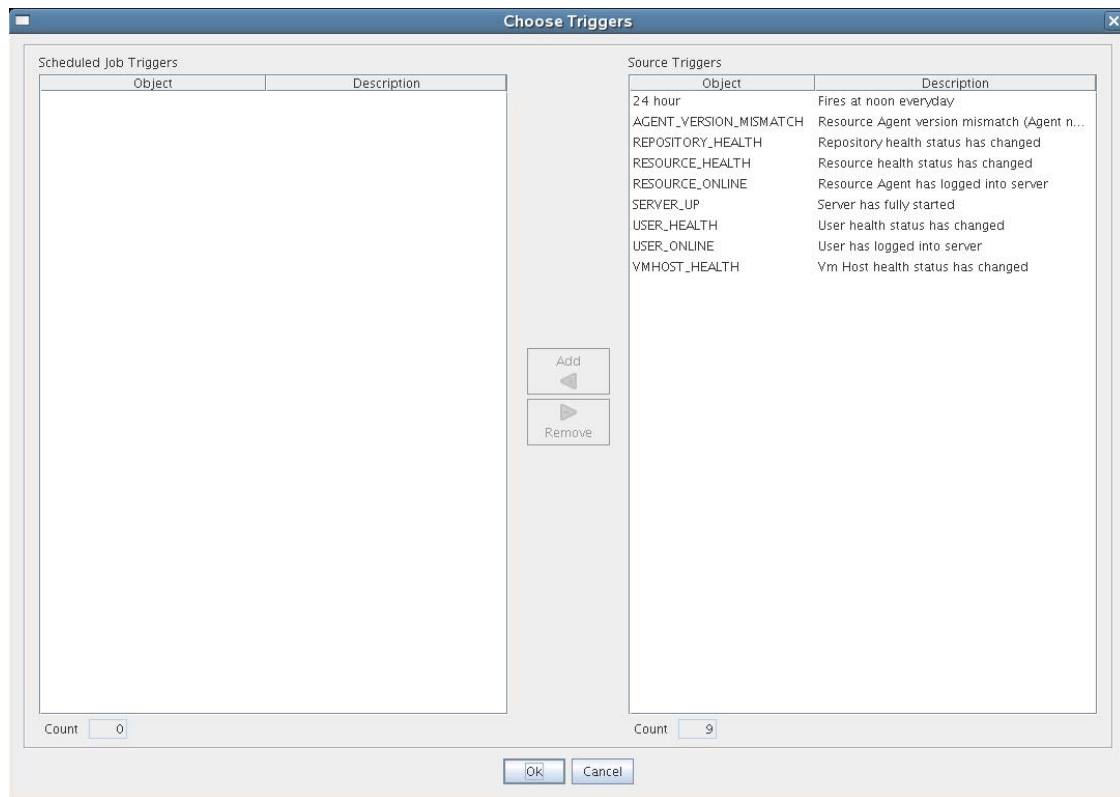 Choose Triggers
Scheduled Job Triggers
Object Description
Count 0
Add
Remove
Source Triggers
Object Description
24 hour Fires at noon everyday
AGENT_VERSION_MISMATCH Resource Agent version mismatch (Agent n...
REPOSITORY_HEALTH Repository health status has changed
RESOURCE_HEALTH Resource health status has changed
RESOURCE_ONLINE Resource Agent has logged into server
SERVER_UP Server has fully started
USER_HEALTH User health status has changed
USER_ONLINE User has logged into server
VMHOST_HEALTH Vm Host health status has changed
Count 9
Ok Cancel